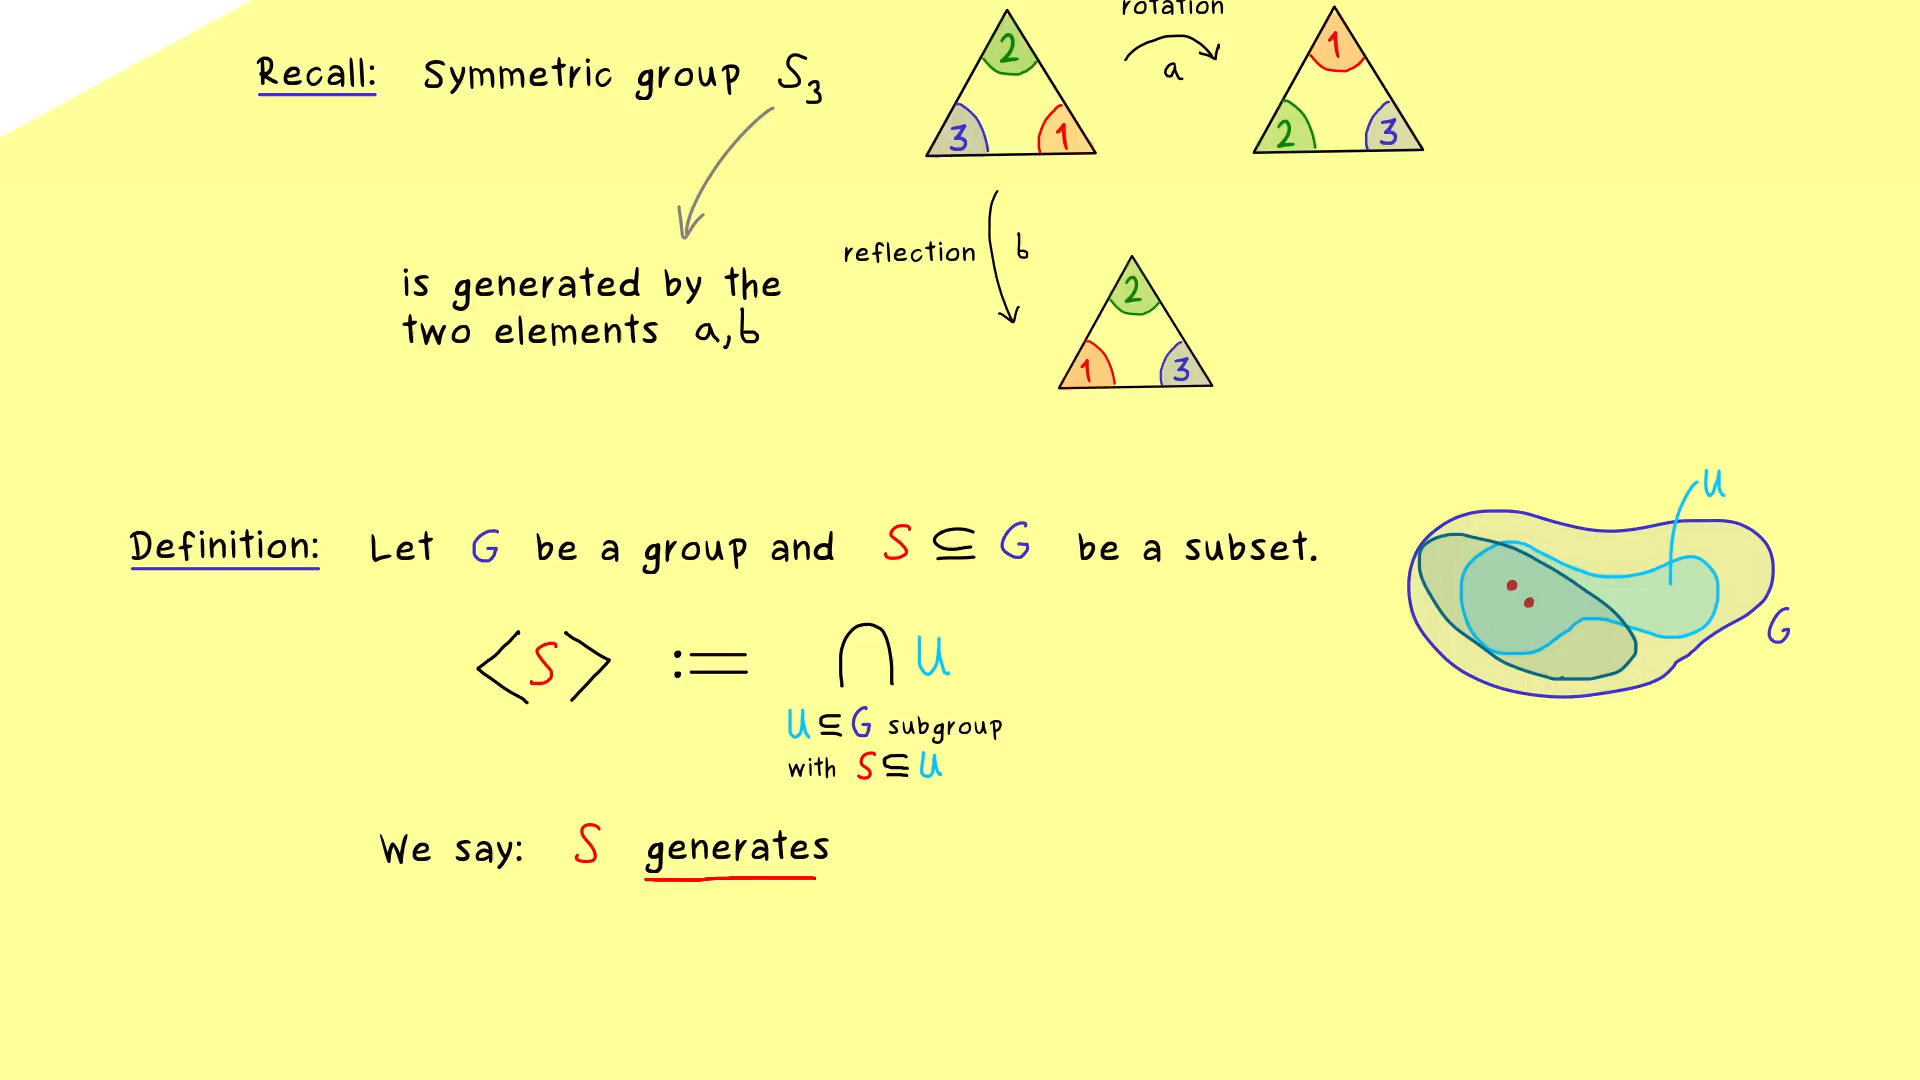 rotation
Recall: Symmetric group S₃
2
3 1
a
1
2 3
is generated by the
two elements a,b
reflection b
2
1 3
U
Definition: Let G be a group and S ⊆ G be a subset.
G
⟨S⟩ := ⋂ U
U ⊆ G subgroup
with S ⊆ U
We say: S generates